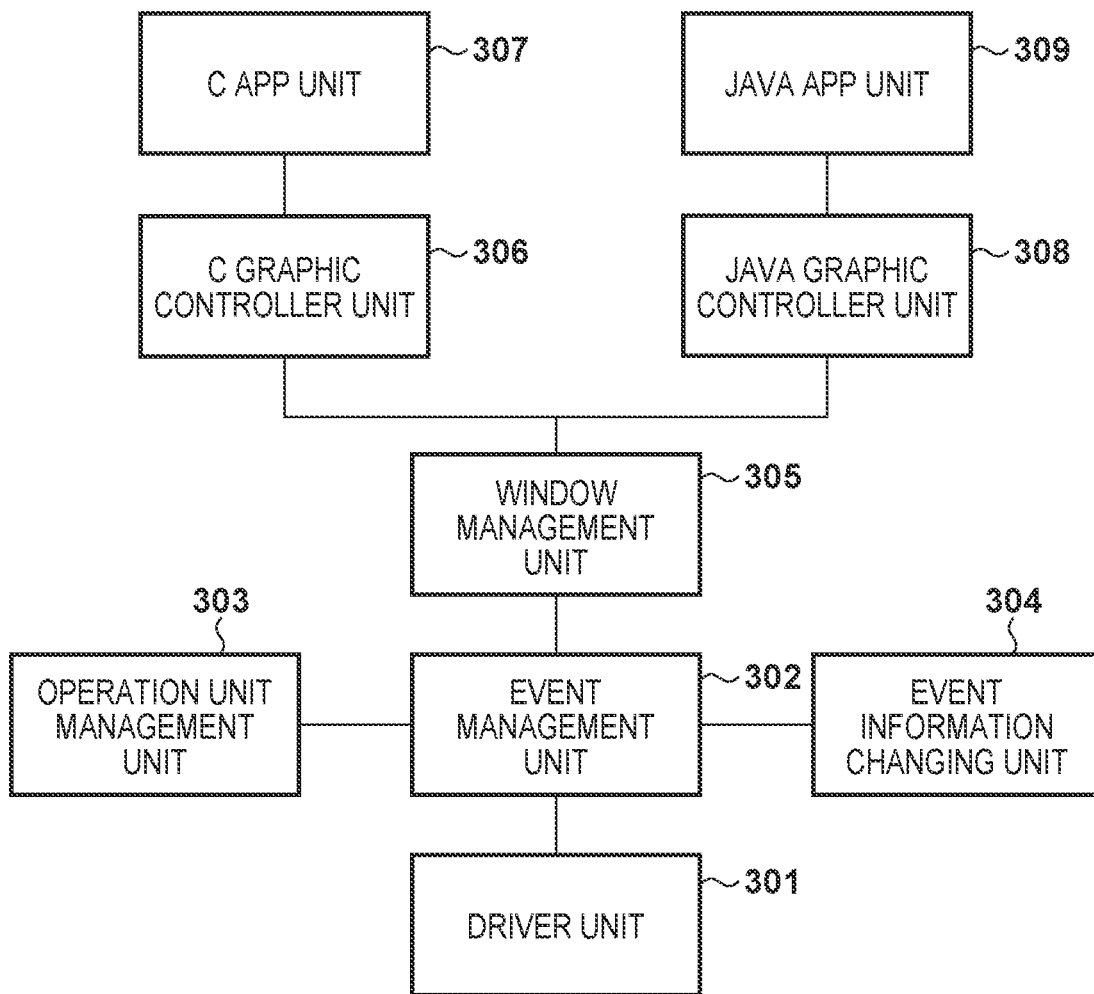 307
C APP UNIT
309
JAVA APP UNIT
306
C GRAPHIC
CONTROLLER UNIT
308
JAVA GRAPHIC
CONTROLLER UNIT
305
WINDOW
MANAGEMENT
UNIT
303
OPERATION UNIT
MANAGEMENT
UNIT
302
EVENT
MANAGEMENT
UNIT
304
EVENT
INFORMATION
CHANGING UNIT
301
DRIVER UNIT